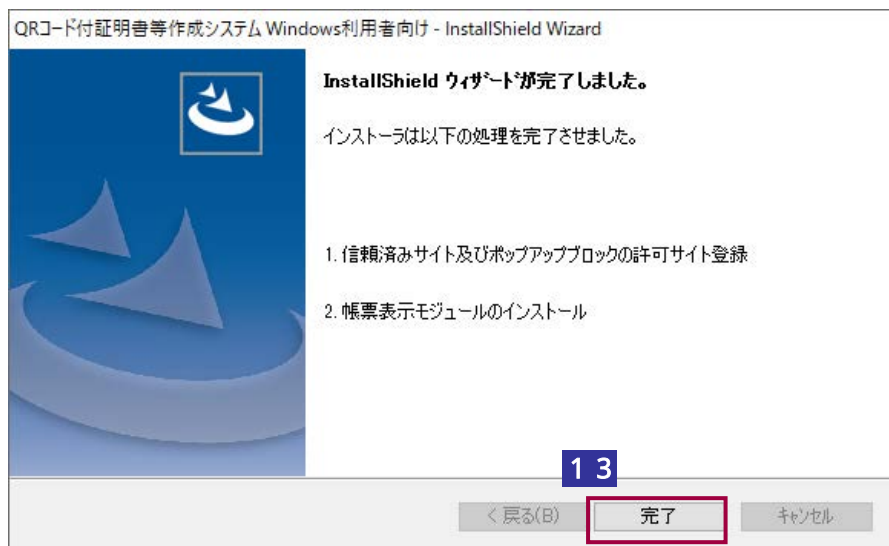 QRコード付証明書等作成システム Windows利用者向け - InstallShield Wizard
InstallShield ウィザードが完了しました。
インストーラは以下の処理を完了させました。
1. 信頼済みサイト及びポップアップブロックの許可サイト登録
2. 帳票表示モジュールのインストール
１３
< 戻る(B) 完了 キャンセル